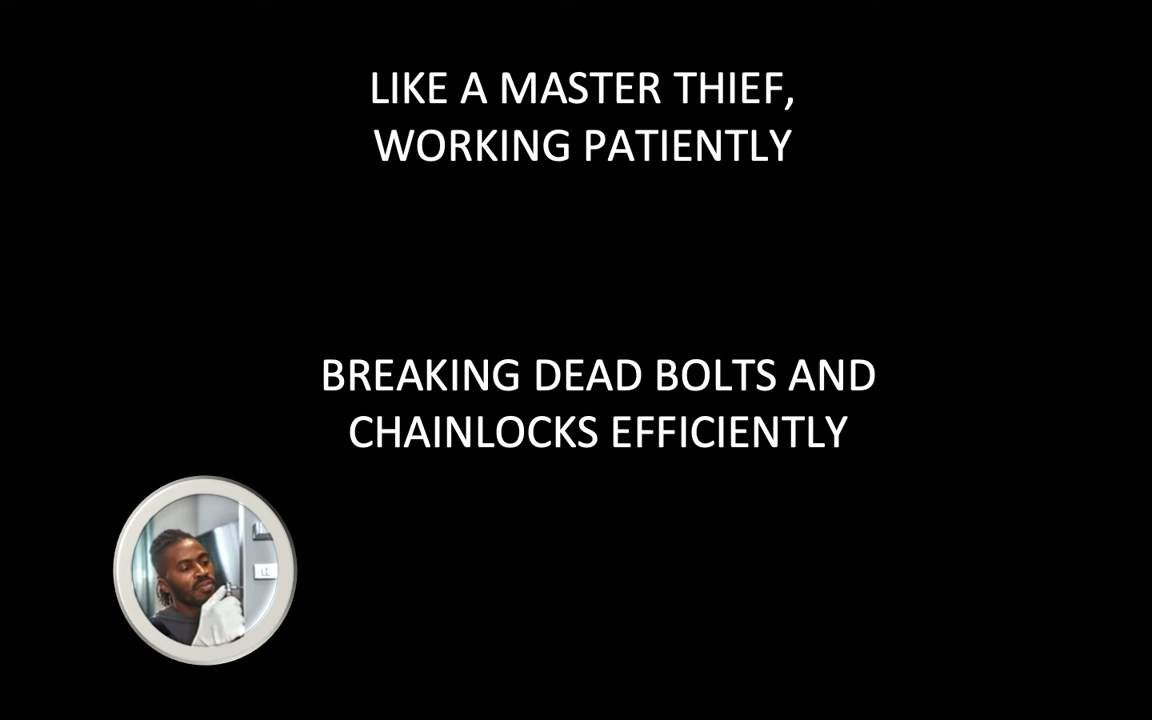 LIKE A MASTER THIEF,
WORKING PATIENTLY
BREAKING DEAD BOLTS AND
CHAINLOCKS EFFICIENTLY